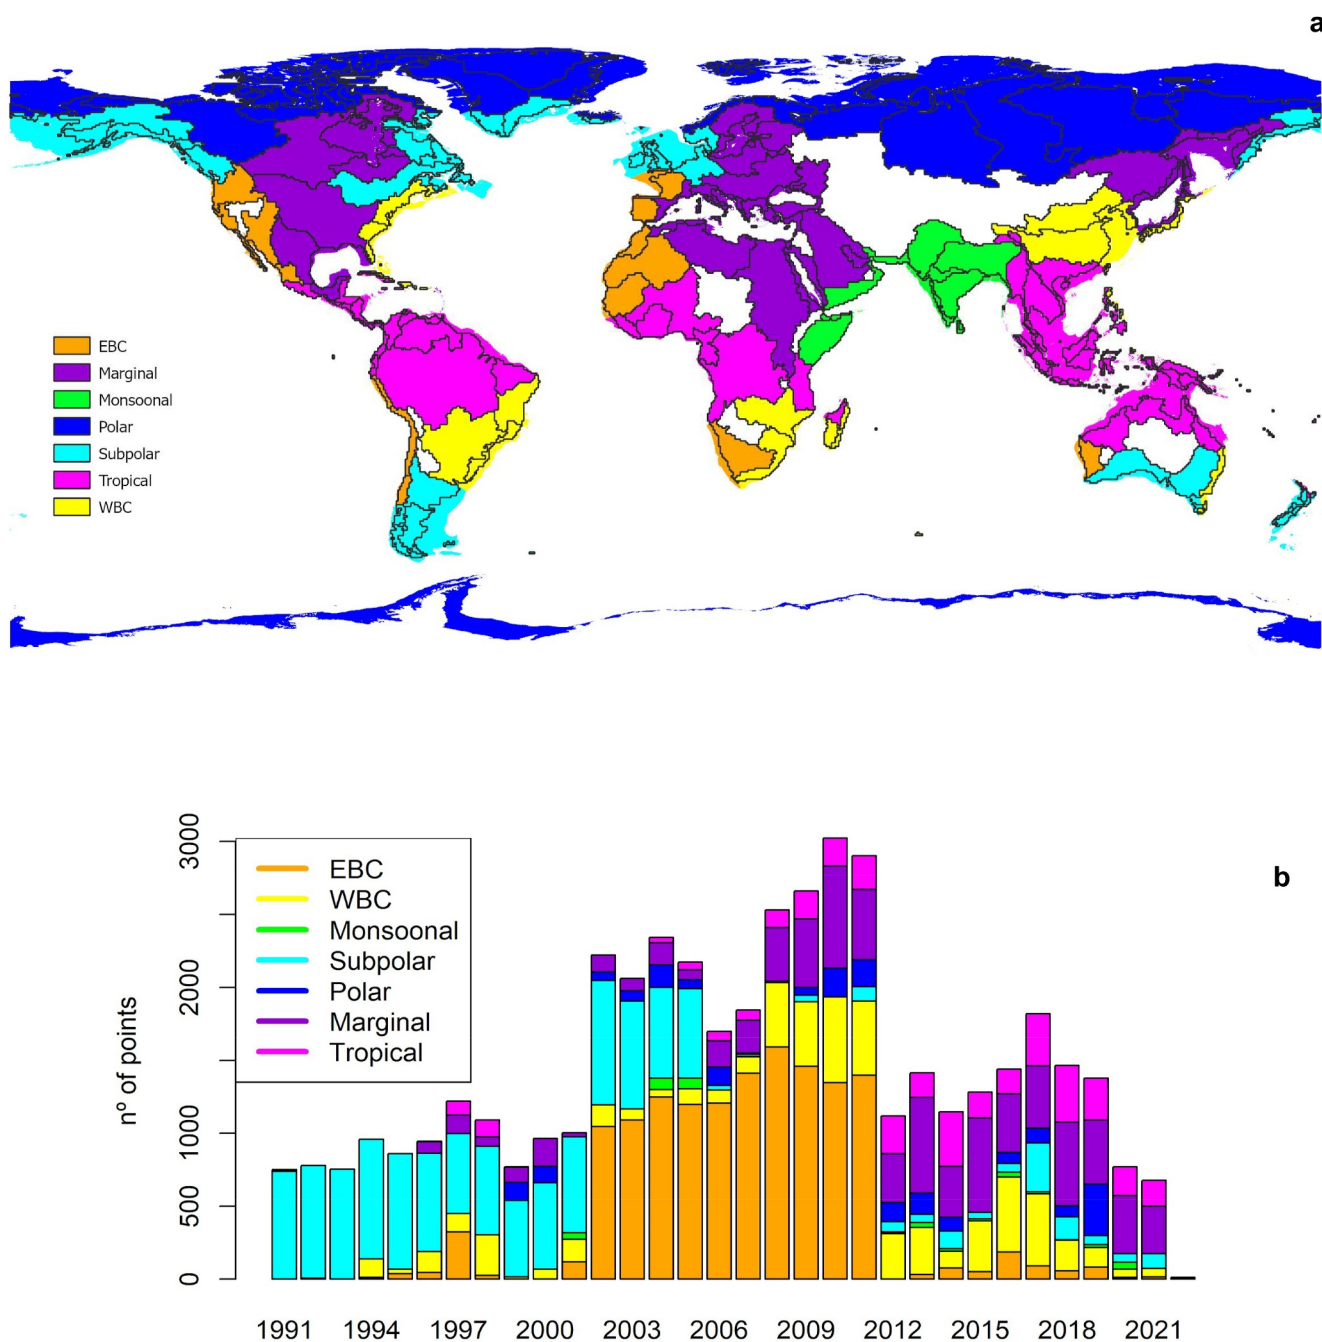 a
EBC
Marginal
Monsoonal
Polar
Subpolar
Tropical
WBC
b
nº of points
0
500
1000
2000
3000
EBC
WBC
Monsoonal
Subpolar
Polar
Marginal
Tropical
1991 1994 1997 2000 2003 2006 2009 2012 2015 2018 2021